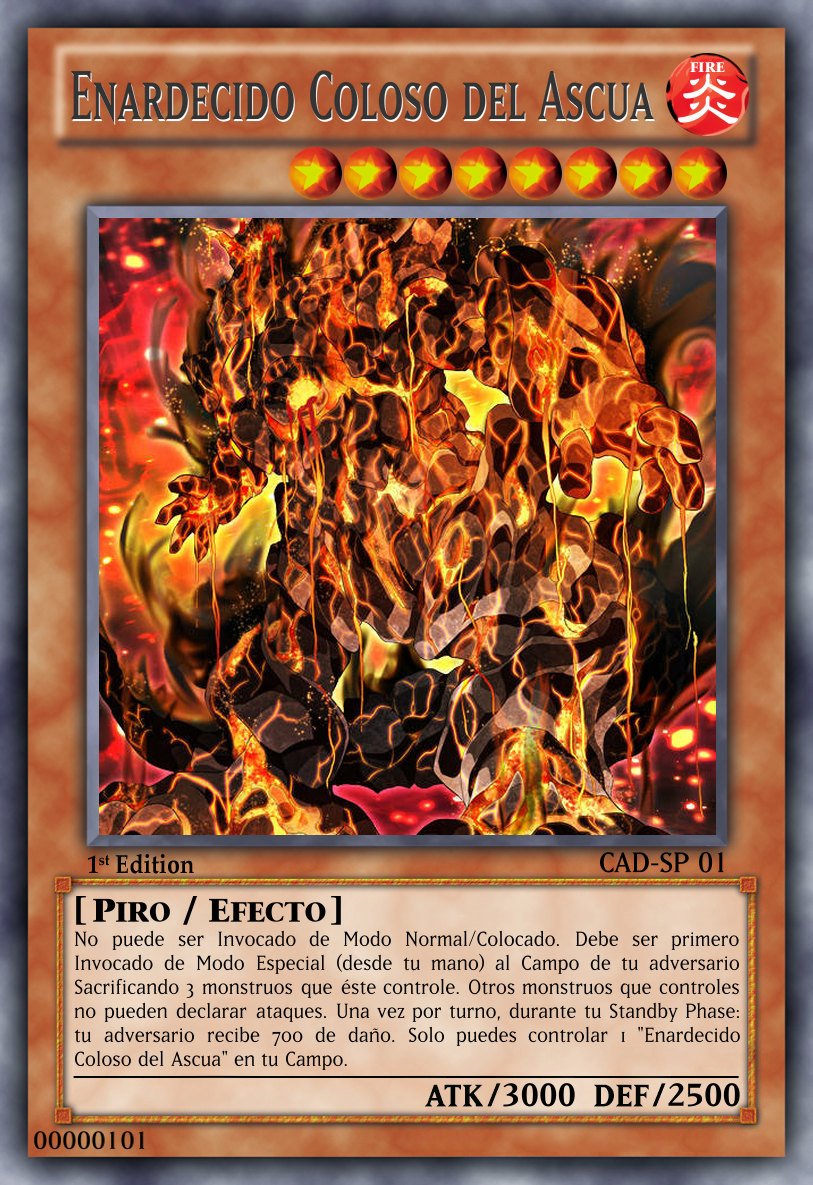 Enardecido Coloso del Ascua
FIRE
炎
1st Edition
CAD-SP 01
[ Piro / Efecto ]
No puede ser Invocado de Modo Normal/Colocado. Debe ser primero
Invocado de Modo Especial (desde tu mano) al Campo de tu adversario
Sacrificando 3 monstruos que éste controle. Otros monstruos que controles
no pueden declarar ataques. Una vez por turno, durante tu Standby Phase:
tu adversario recibe 700 de daño. Solo puedes controlar 1 "Enardecido
Coloso del Ascua" en tu Campo.
ATK/3000 DEF/2500
00000101